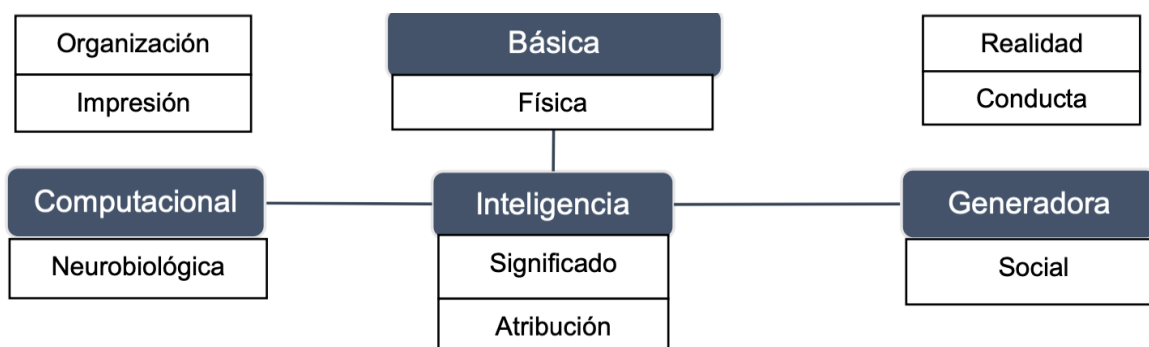 Organización
Impresión
Básica
Física
Realidad
Conducta
Computacional
Neurobiológica
Inteligencia
Significado
Atribución
Generadora
Social